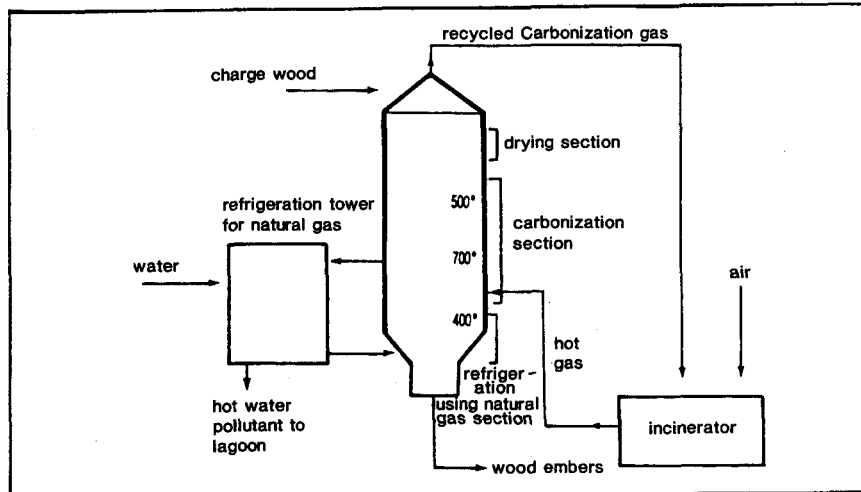 recycled Carbonization gas
charge wood
drying section
500°
refrigeration tower
for natural gas
carbonization
section
700°
water
air
400°
hot
gas
refriger-
ation
using natural
gas section
hot water
pollutant to
lagoon
incinerator
wood embers